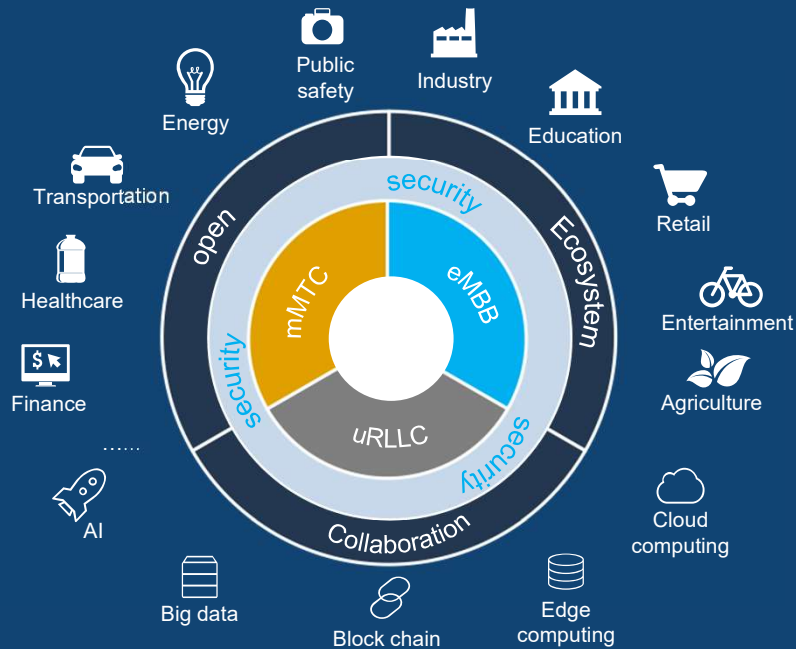 Public
safety
Industry
Energy
Education
Transportation
Retail
Healthcare
Entertainment
$
Finance
Agriculture
......
AI
Cloud
computing
Big data
Edge
computing
Block chain
open
Ecosystem
Collaboration
security
security
security
mMTC
eMBB
uRLLC